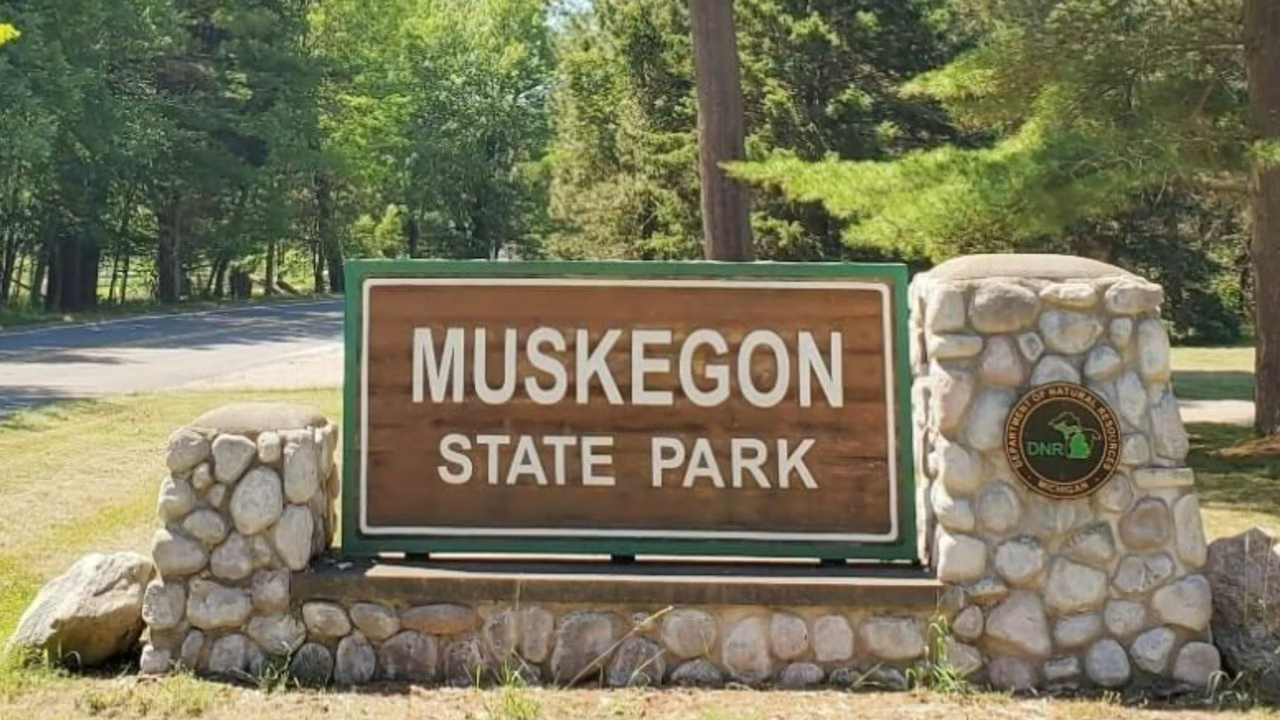 MUSKEGON
STATE PARK
DEPARTMENT OF NATURAL RESOURCES
DNR
MICHIGAN